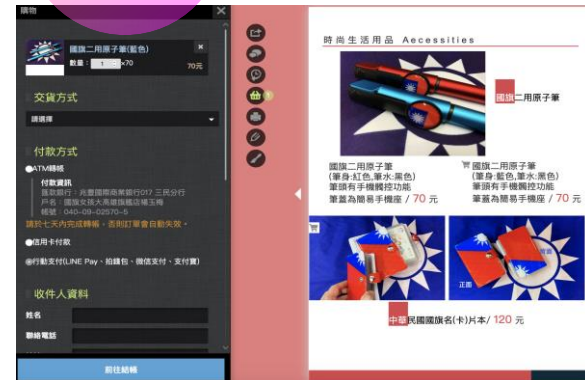 購物
國旗二用原子筆(藍色)
數量： 1 ×70
70元
交貨方式
請選擇
付款方式
ATM轉帳
付款資訊
匯款銀行：兆豐國際商業銀行017 三民分行
戶名：國旗女孩大高雄旗艦店補玉梅
帳號：040-09-02570-5
請於七天內完成轉帳，否則訂單會自動失效。
信用卡付款
行動支付(LINE Pay、拍錢包、微信支付、支付寶)
收件人資料
姓名
聯絡電話
前往結帳
時尚生活用品 Aecessities
國旗二用原子筆
國旗二用原子筆
(筆身:紅色,筆水:黑色)
筆頭有手機觸控功能
筆蓋為簡易手機座 / 70 元
國旗二用原子筆
(筆身:藍色,筆水:黑色)
筆頭有手機觸控功能
筆蓋為簡易手機座 / 70 元
正面
背面
中華民國國旗名(卡)片本/ 120 元